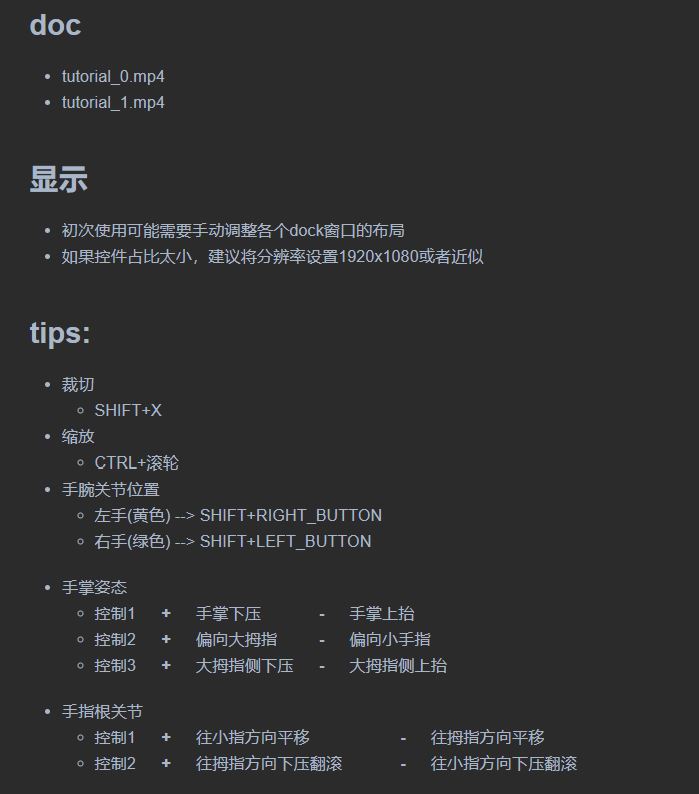 doc
tutorial_0.mp4
tutorial_1.mp4
显示
初次使用可能需要手动调整各个dock窗口的布局
如果控件占比太小，建议将分辨率设置1920x1080或者近似
tips:
裁切
SHIFT+X
缩放
CTRL+滚轮
手腕关节位置
左手(黄色) --> SHIFT+RIGHT_BUTTON
右手(绿色) --> SHIFT+LEFT_BUTTON
手掌姿态
控制1 + 手掌下压 - 手掌上抬
控制2 + 偏向大拇指 - 偏向小手指
控制3 + 大拇指侧下压 - 大拇指侧上抬
手指根关节
控制1 + 往小指方向平移 - 往拇指方向平移
控制2 + 往拇指方向下压翻滚 - 往小指方向下压翻滚